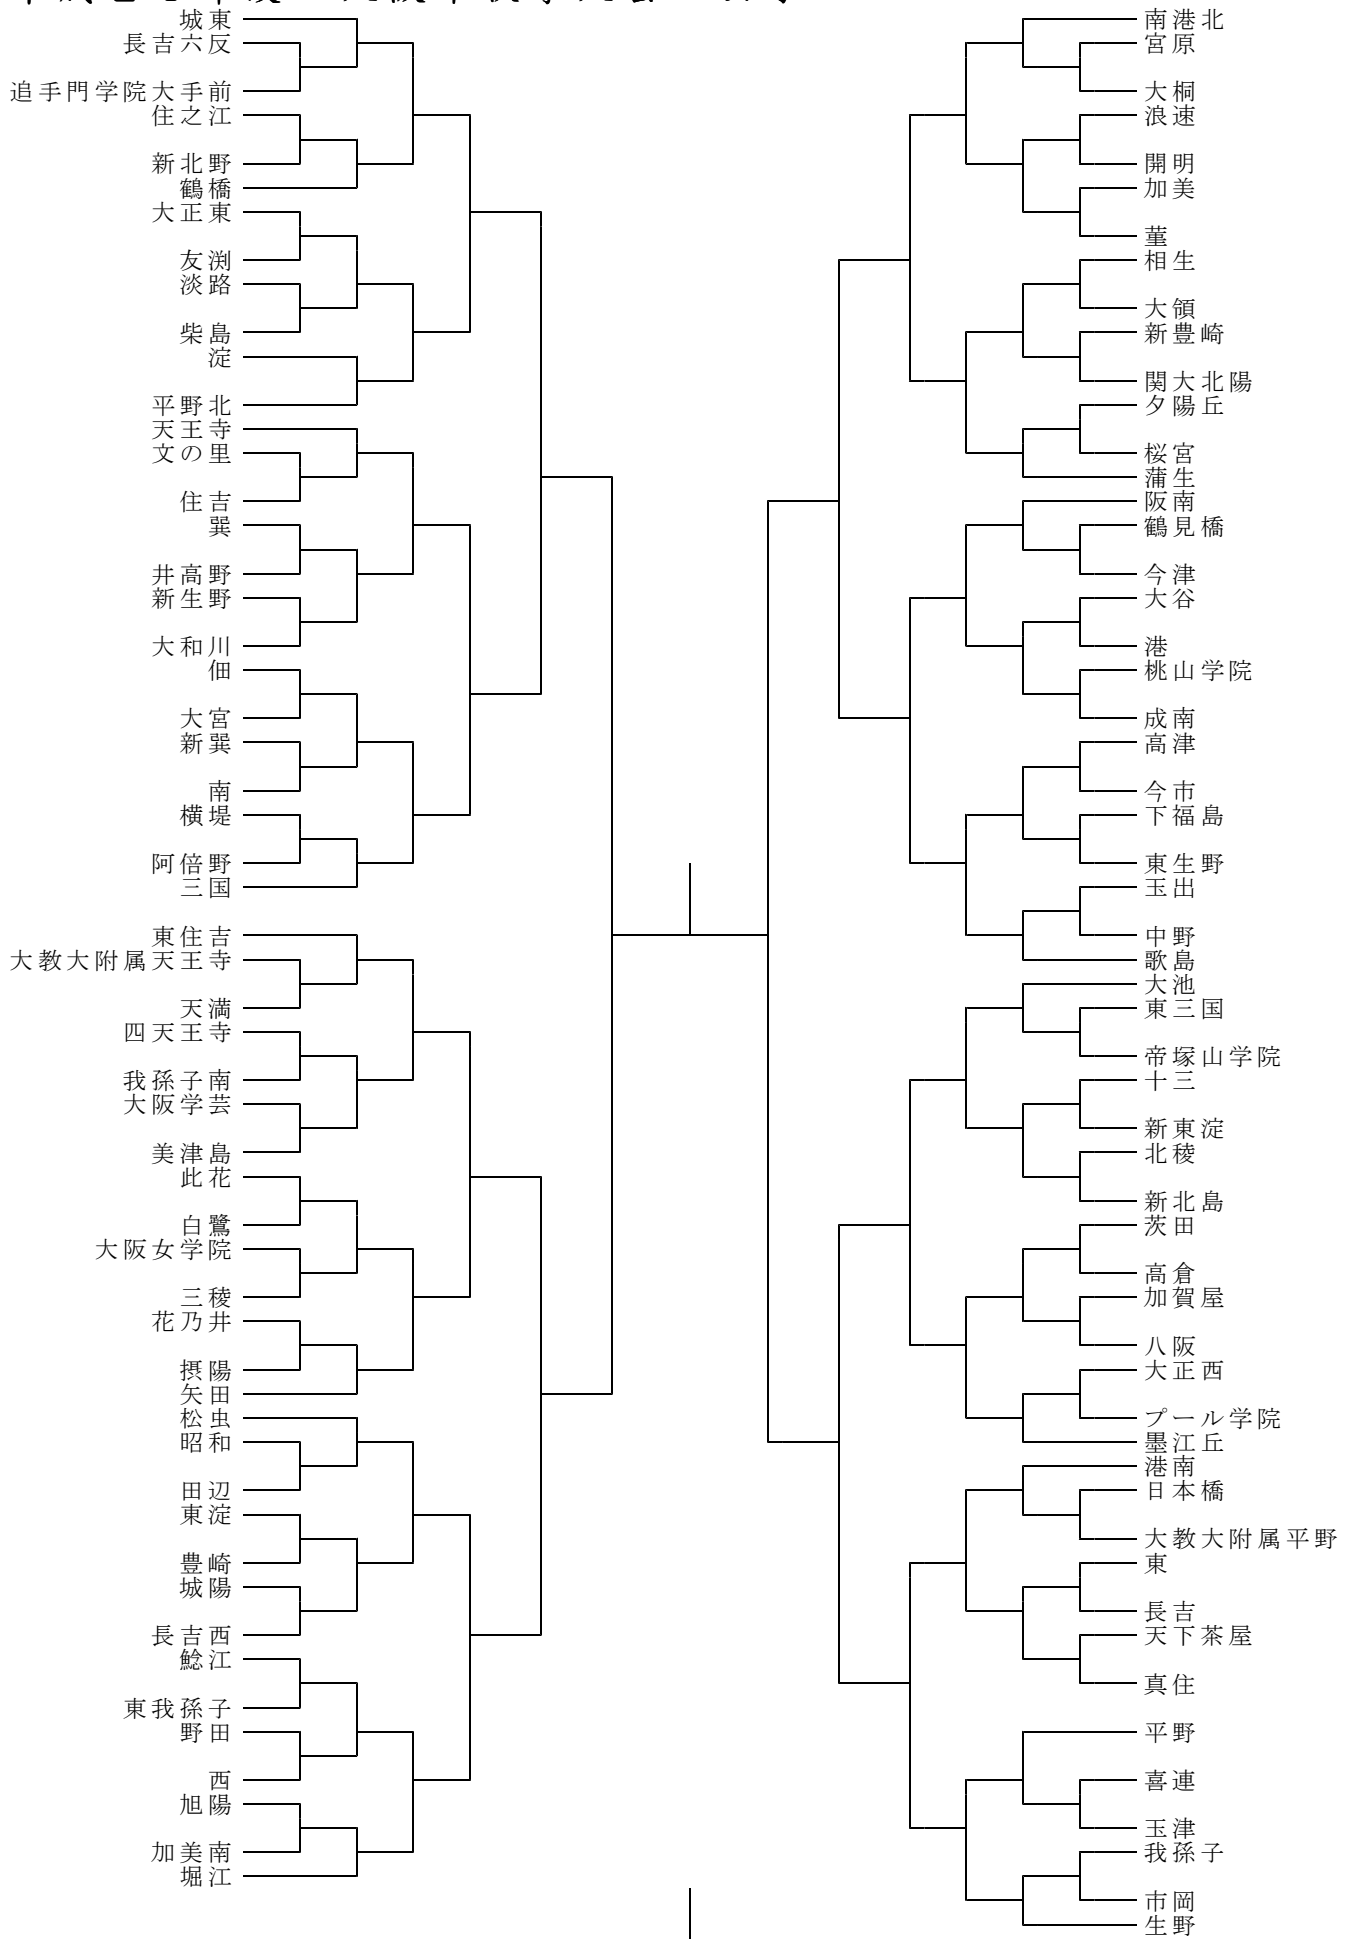 城東
長吉六反
追手門学院大手前
住之江
新北野
鶴橋
大正東
友渕
淡路
柴島
淀
平野北
天王寺
文の里
住吉
巽
井高野
新生野
大和川
佃
大宮
新巽
南
横堤
阿倍野
三国
東住吉
大教大附属天王寺
天満
四天王寺
我孫子南
大阪学芸
美津島
此花
白鷺
大阪女学院
三稜
花乃井
摂陽
矢田
松虫
昭和
田辺
東淀
豊崎
城陽
長吉西
鯰江
東我孫子
野田
西
旭陽
加美南
堀江
南港北
宮原
大桐
浪速
開明
加美
菫
相生
大領
新豊崎
関大北陽
夕陽丘
桜宮
蒲生
阪南
鶴見橋
今津
大谷
港
桃山学院
成南
高津
今市
下福島
東生野
玉出
中野
歌島
大池
東三国
帝塚山学院
十三
新東淀
北稜
新北島
茨田
高倉
加賀屋
八阪
大正西
プール学院
墨江丘
港南
日本橋
大教大附属平野
東
長吉
天下茶屋
真住
平野
喜連
玉津
我孫子
市岡
生野